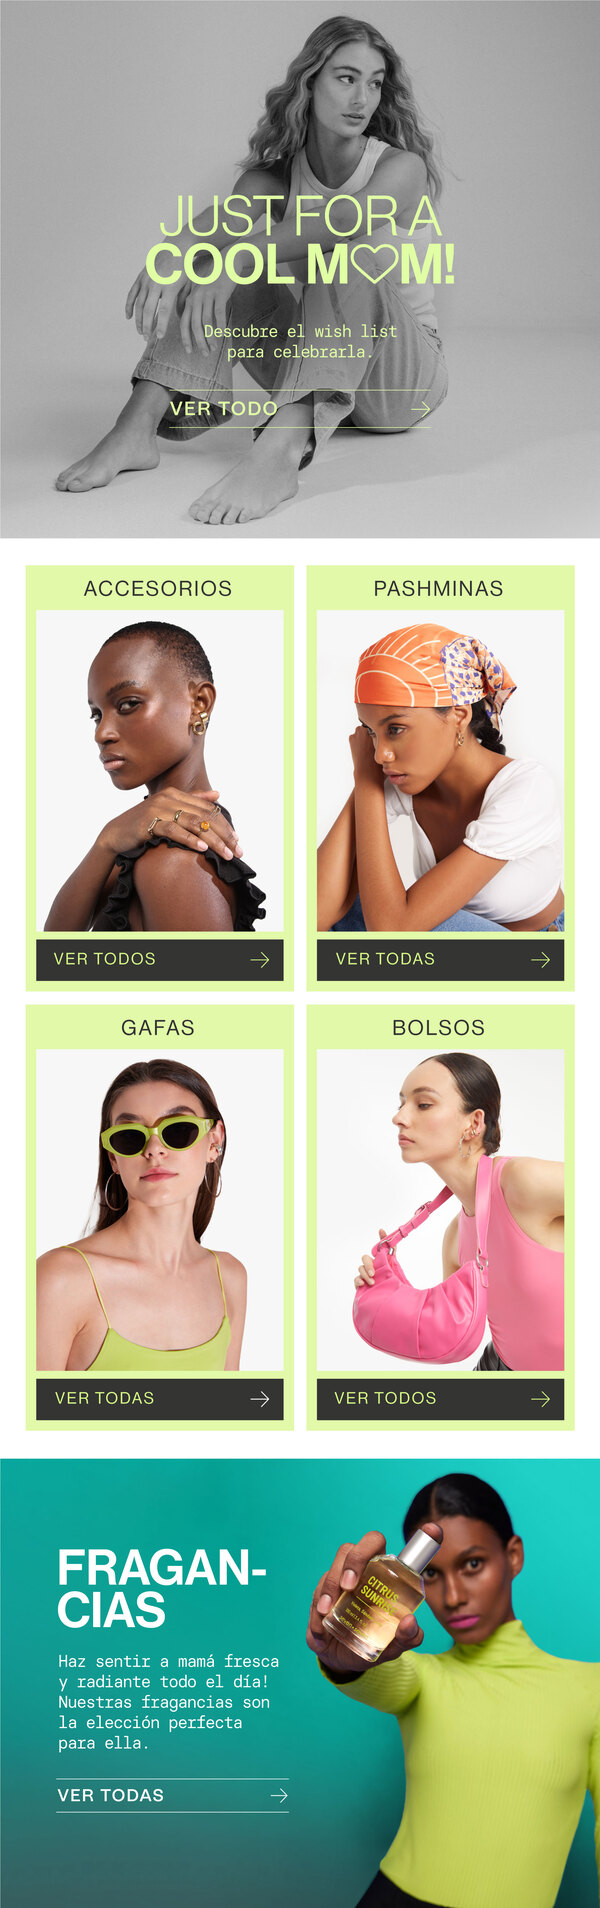 JUST FOR A
COOL M♡M!
Descubre el wish list
para celebrarla.
VER TODO
ACCESORIOS
PASHMINAS
VER TODOS
VER TODAS
GAFAS
BOLSOS
VER TODAS
VER TODOS
FRAGAN-
CIAS
CITRUS
SUNRISE
Haz sentir a mamá fresca
y radiante todo el día!
Nuestras fragancias son
la elección perfecta
para ella.
VER TODAS